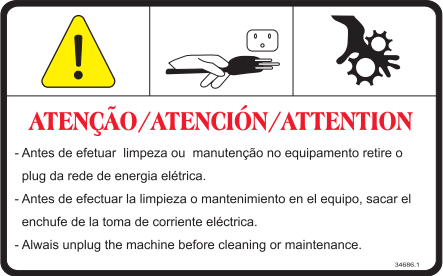 ATENÇÃO/ATENCIÓN/ATTENTION
- Antes de efetuar limpeza ou manutenção no equipamento retire o
plug da rede de energia elétrica.
- Antes de efectuar la limpieza o mantenimiento en el equipo, sacar el
enchufe de la toma de corriente eléctrica.
- Alwais unplug the machine before cleaning or maintenance.
34686.1